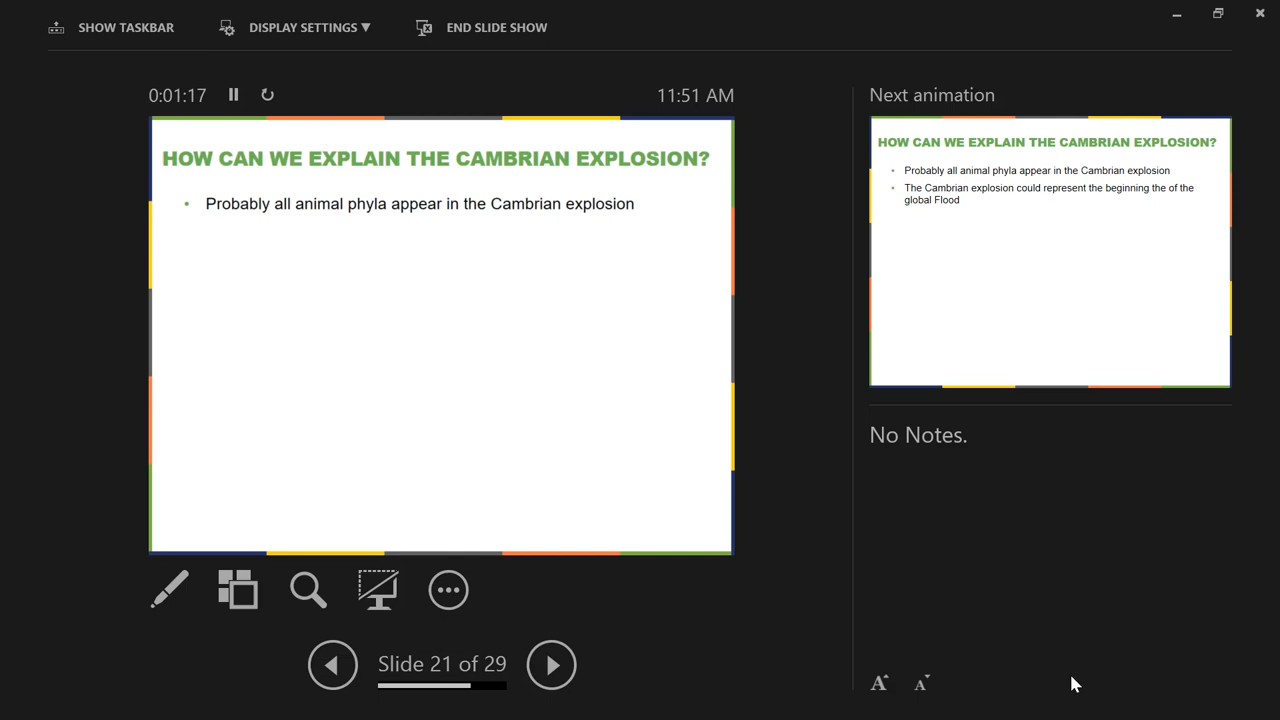 SHOW TASKBAR
DISPLAY SETTINGS ▼
END SLIDE SHOW
0:01:17
11:51 AM
HOW CAN WE EXPLAIN THE CAMBRIAN EXPLOSION?
• Probably all animal phyla appear in the Cambrian explosion
Slide 21 of 29
Next animation
HOW CAN WE EXPLAIN THE CAMBRIAN EXPLOSION?
• Probably all animal phyla appear in the Cambrian explosion
• The Cambrian explosion could represent the beginning the of the
global Flood
No Notes.
A A